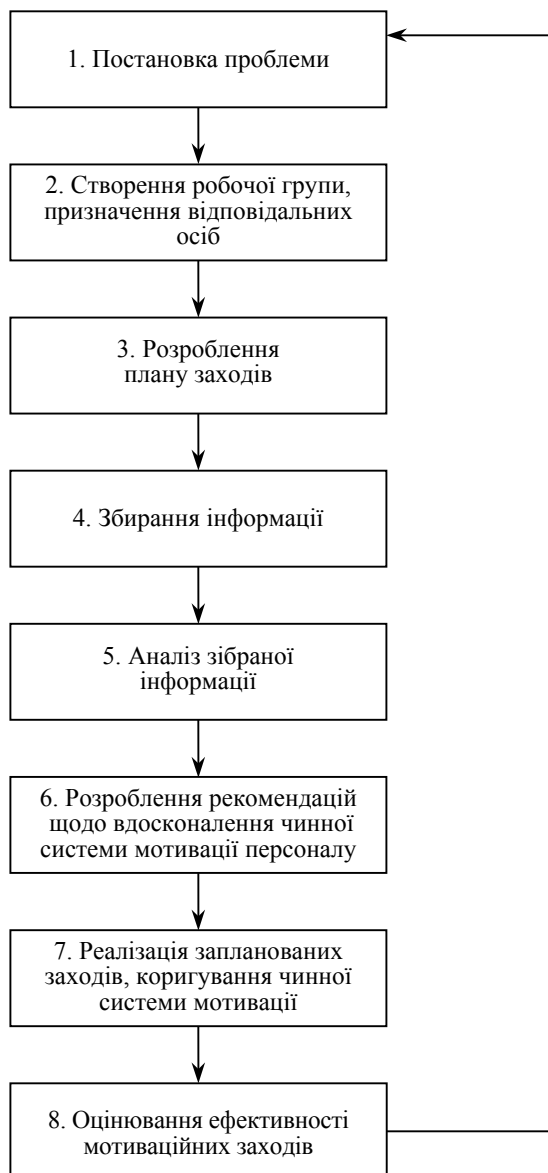 1. Постановка проблеми
2. Створення робочої групи,
призначення відповідальних
осіб
3. Розроблення
плану заходів
4. Збирання інформації
5. Аналіз зібраної
інформації
6. Розроблення рекомендацій
щодо вдосконалення чинної
системи мотивації персоналу
7. Реалізація запланованих
заходів, коригування чинної
системи мотивації
8. Оцінювання ефективності
мотиваційних заходів